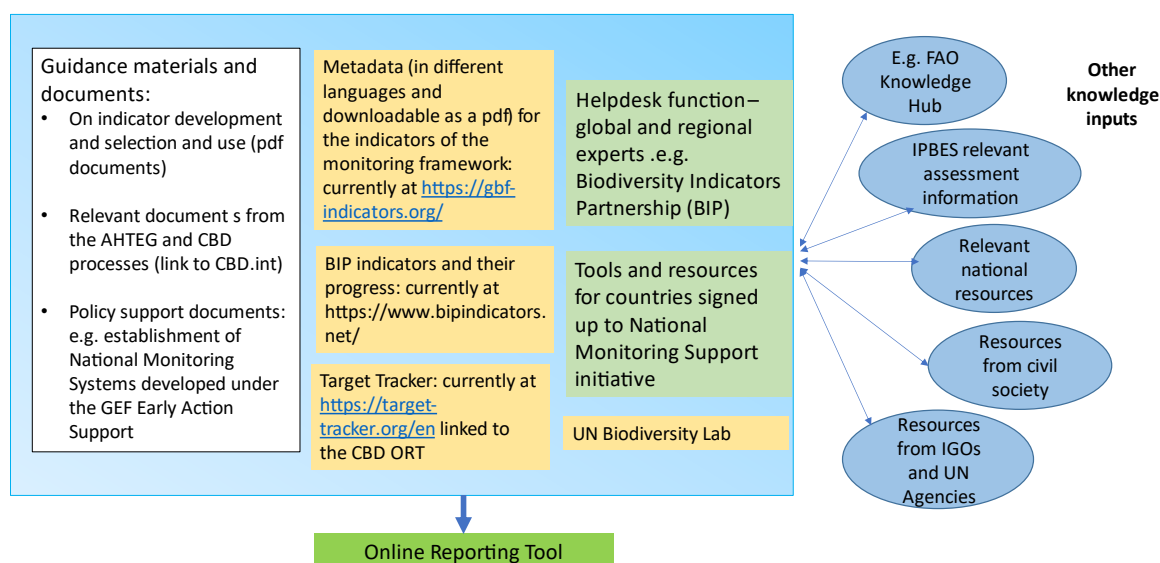 Guidance materials and
documents:
• On indicator development
and selection and use (pdf
documents)
• Relevant document s from
the AHTEG and CBD
processes (link to CBD.int)
• Policy support documents:
e.g. establishment of
National Monitoring
Systems developed under
the GEF Early Action
Support
Metadata (in different
languages and
downloadable as a pdf) for
the indicators of the
monitoring framework:
currently at https://gbf-
indicators.org/
BIP indicators and their
progress: currently at
https://www.bipindicators.
net/
Target Tracker: currently at
https://target-
tracker.org/en linked to
the CBD ORT
Helpdesk function–
global and regional
experts .e.g.
Biodiversity Indicators
Partnership (BIP)
Tools and resources
for countries signed
up to National
Monitoring Support
initiative
UN Biodiversity Lab
Online Reporting Tool
E.g. FAO
Knowledge
Hub
Other
knowledge
inputs
IPBES relevant
assessment
information
Relevant
national
resources
Resources
from civil
society
Resources
from IGOs
and UN
Agencies